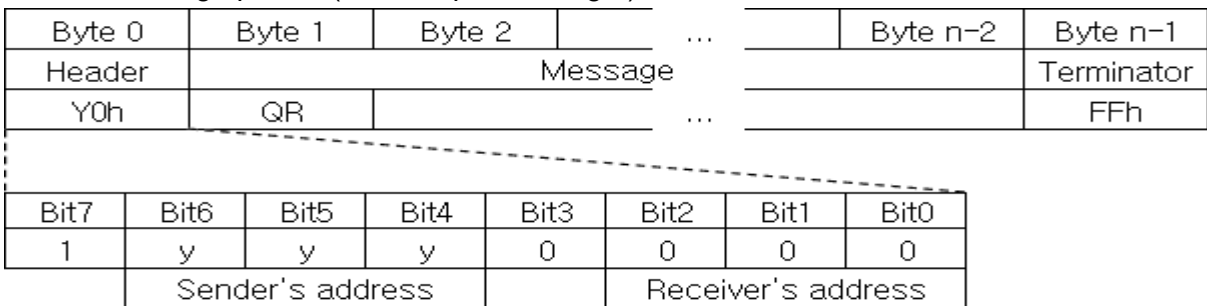 Byte 0 Byte 1 Byte 2 ... Byte n-2 Byte n-1
Header Message Terminator
Y0h QR ... FFh
Bit7 Bit6 Bit5 Bit4 Bit3 Bit2 Bit1 Bit0
1 y y y 0 0 0 0
Sender's address Receiver's address